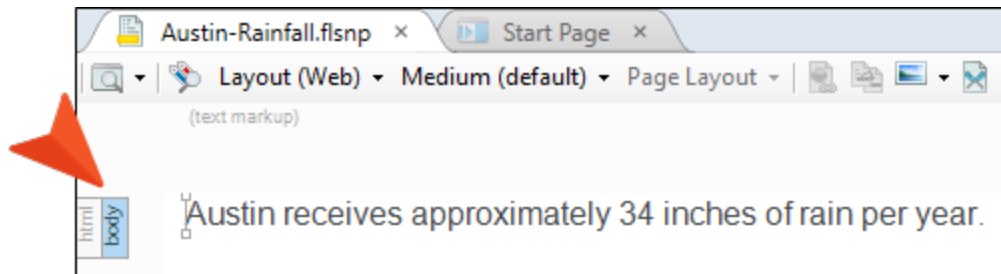 Austin-Rainfall.flsnp × Start Page ×
Layout (Web) Medium (default) Page Layout
(text markup)
html
body
Austin receives approximately 34 inches of rain per year.